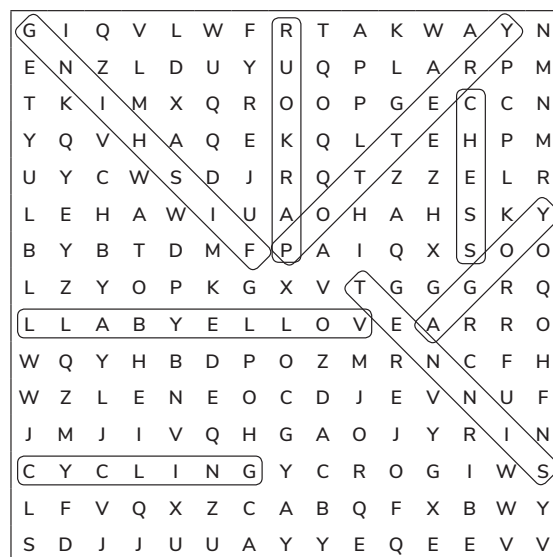 G I Q V L W F R T A K W A Y N
E N Z L D U Y U Q P L A R P M
T K I M X Q R O O P G E C C N
Y Q V H A Q E K Q L T E H P M
U Y C W S D J R Q T Z Z E L R
L E H A W I U A O H A H S K Y
B Y B T D M F P A I Q X S O O
L Z Y O P K G X V T G G G R Q
L L A B Y E L L O V E A R R O
W Q Y H B D P O Z M R N C F H
W Z L E N E O C D J E V N U F
J M J I V Q H G A O J Y R I N
C Y C L I N G Y C R O G I W S
L F V Q X Z C A B Q F X B W Y
S D J J U U A Y Y E Q E E V V